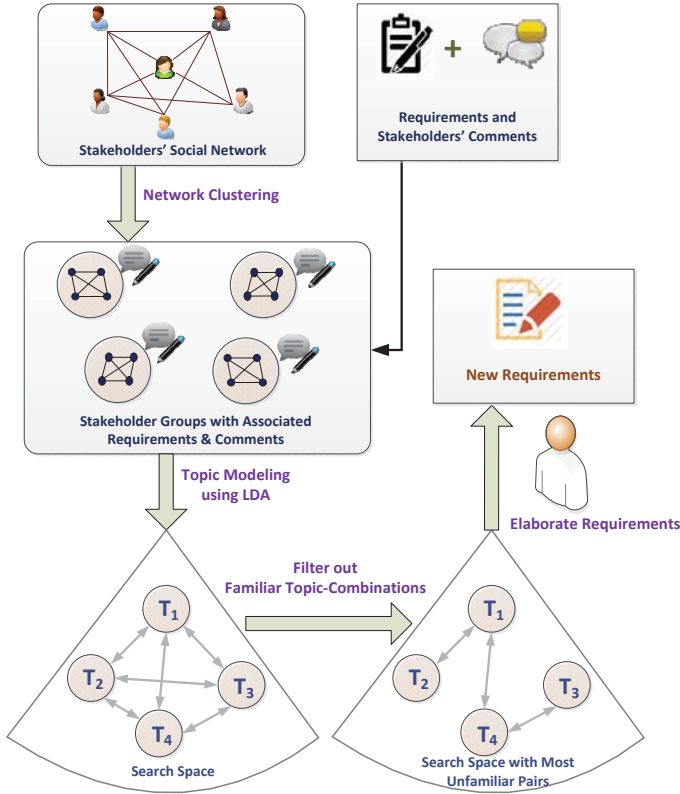 Stakeholders' Social Network
+
Requirements and
Stakeholders' Comments
Network Clustering
Stakeholder Groups with Associated
Requirements & Comments
New Requirements
Topic Modeling
using LDA
Elaborate Requirements
Filter out
Familiar Topic-Combinations
T1
T2
T3
T4
Search Space
T1
T2
T3
T4
Search Space with Most
Unfamiliar Pairs